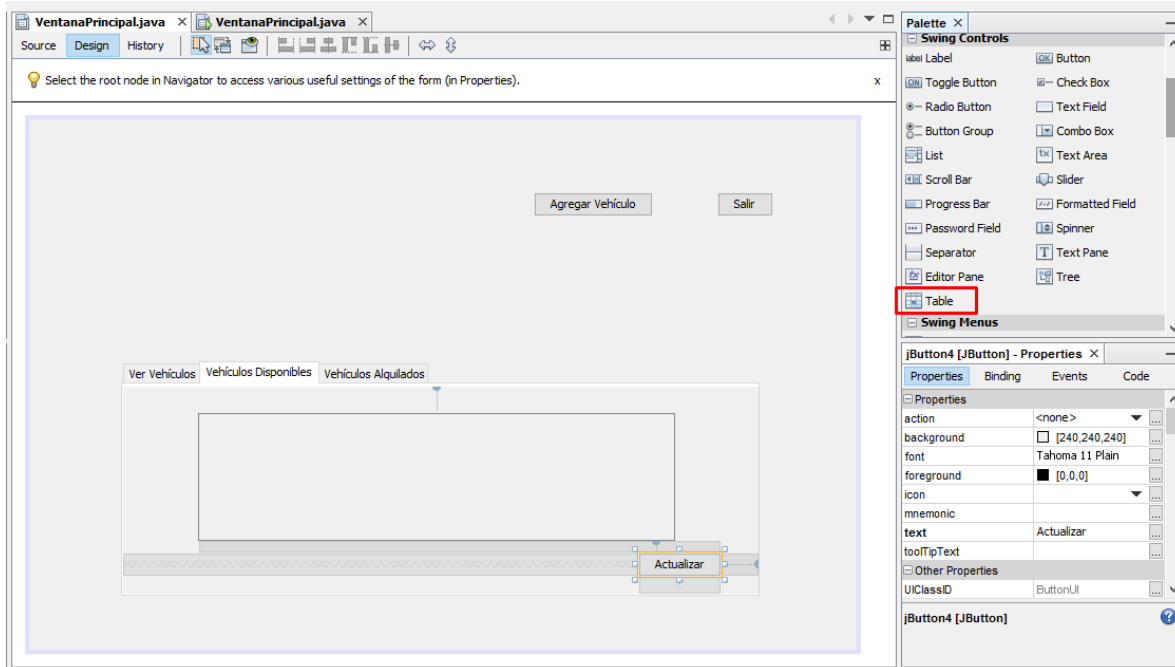 VentanaPrincipal.java × VentanaPrincipal.java ×
Source Design History
Select the root node in Navigator to access various useful settings of the form (in Properties). x
Agregar Vehículo Salir
Ver Vehículos Vehículos Disponibles Vehículos Alquilados
Actualizar
Palette ×
Swing Controls
label Label OK Button
ON Toggle Button Check Box
Radio Button Text Field
Button Group Combo Box
List tx Text Area
Scroll Bar Slider
Progress Bar Formatted Field
Password Field Spinner
Separator T Text Pane
Editor Pane Tree
Table
Swing Menus
jButton4 [JButton] - Properties ×
Properties Binding Events Code
Properties
action <none> ...
background [240,240,240] ...
font Tahoma 11 Plain ...
foreground [0,0,0] ...
icon ...
mnemonic ...
text Actualizar ...
toolTipText ...
Other Properties
UIClassID ButtonUI ...
jButton4 [JButton] ?